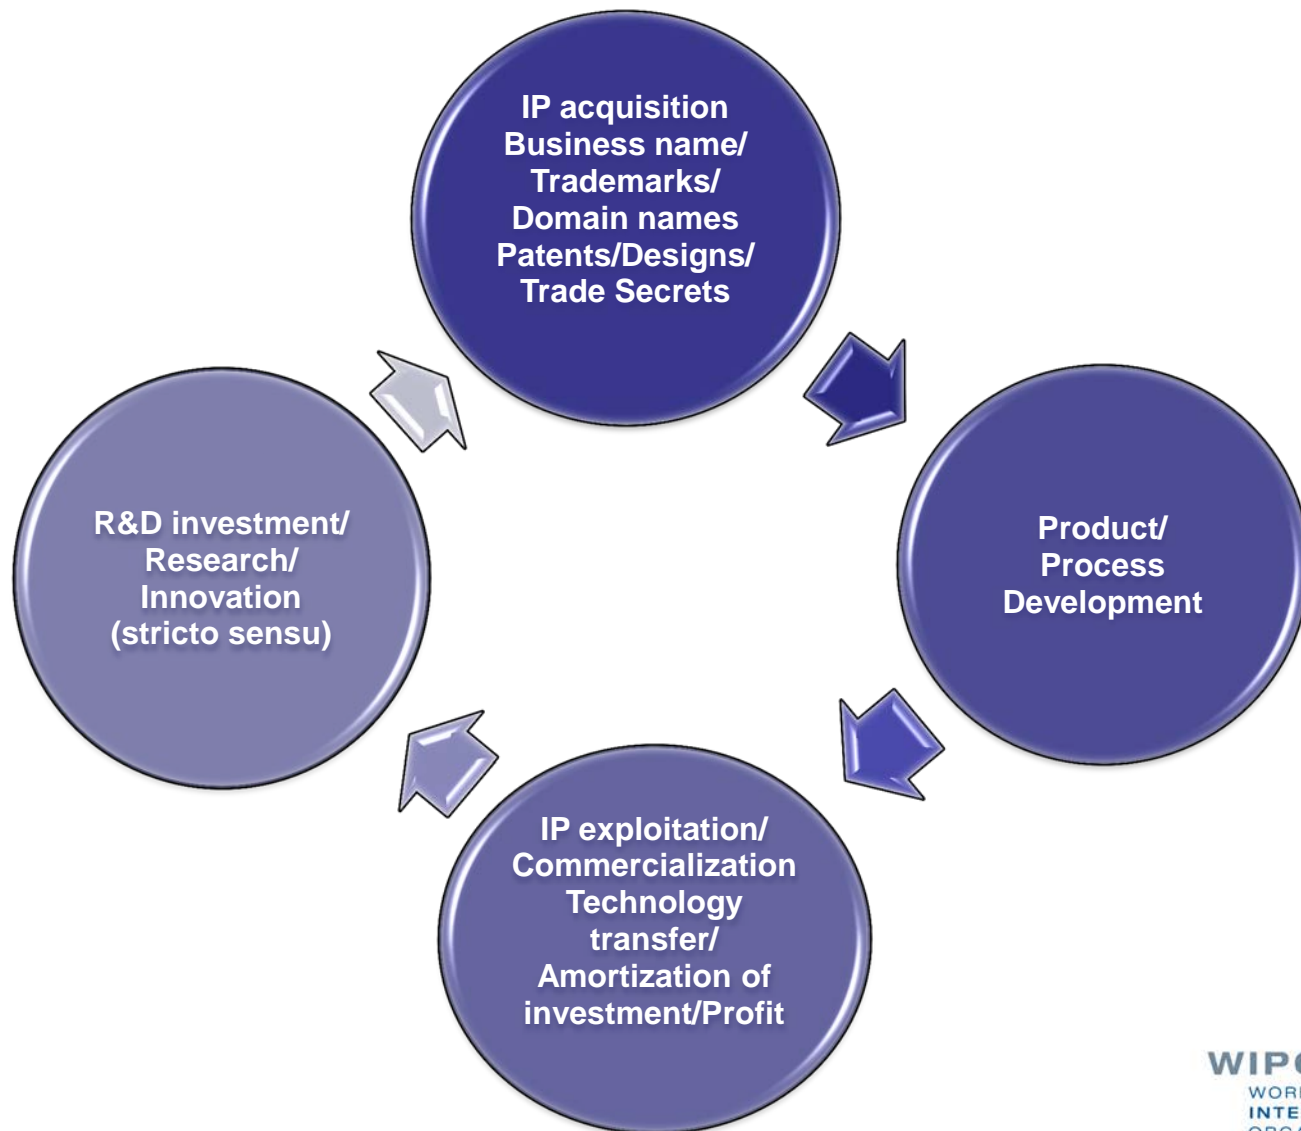 IP acquisition
Business name/
Trademarks/
Domain names
Patents/Designs/
Trade Secrets
R&D investment/
Research/
Innovation
(stricto sensu)
Product/
Process
Development
IP exploitation/
Commercialization
Technology
transfer/
Amortization of
investment/Profit